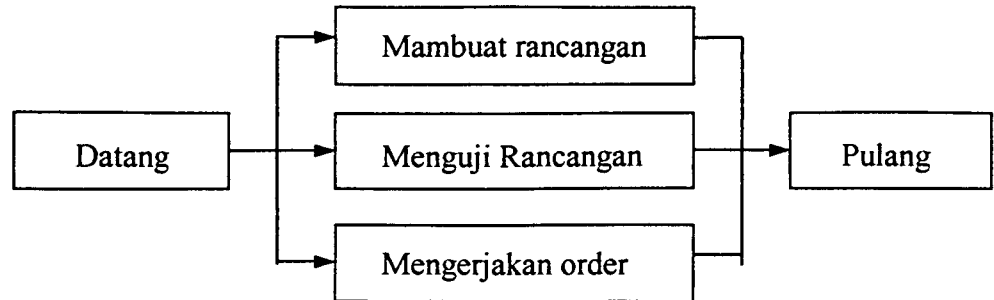 Mambuat rancangan
Datang
Menguji Rancangan
Pulang
Mengerjakan order